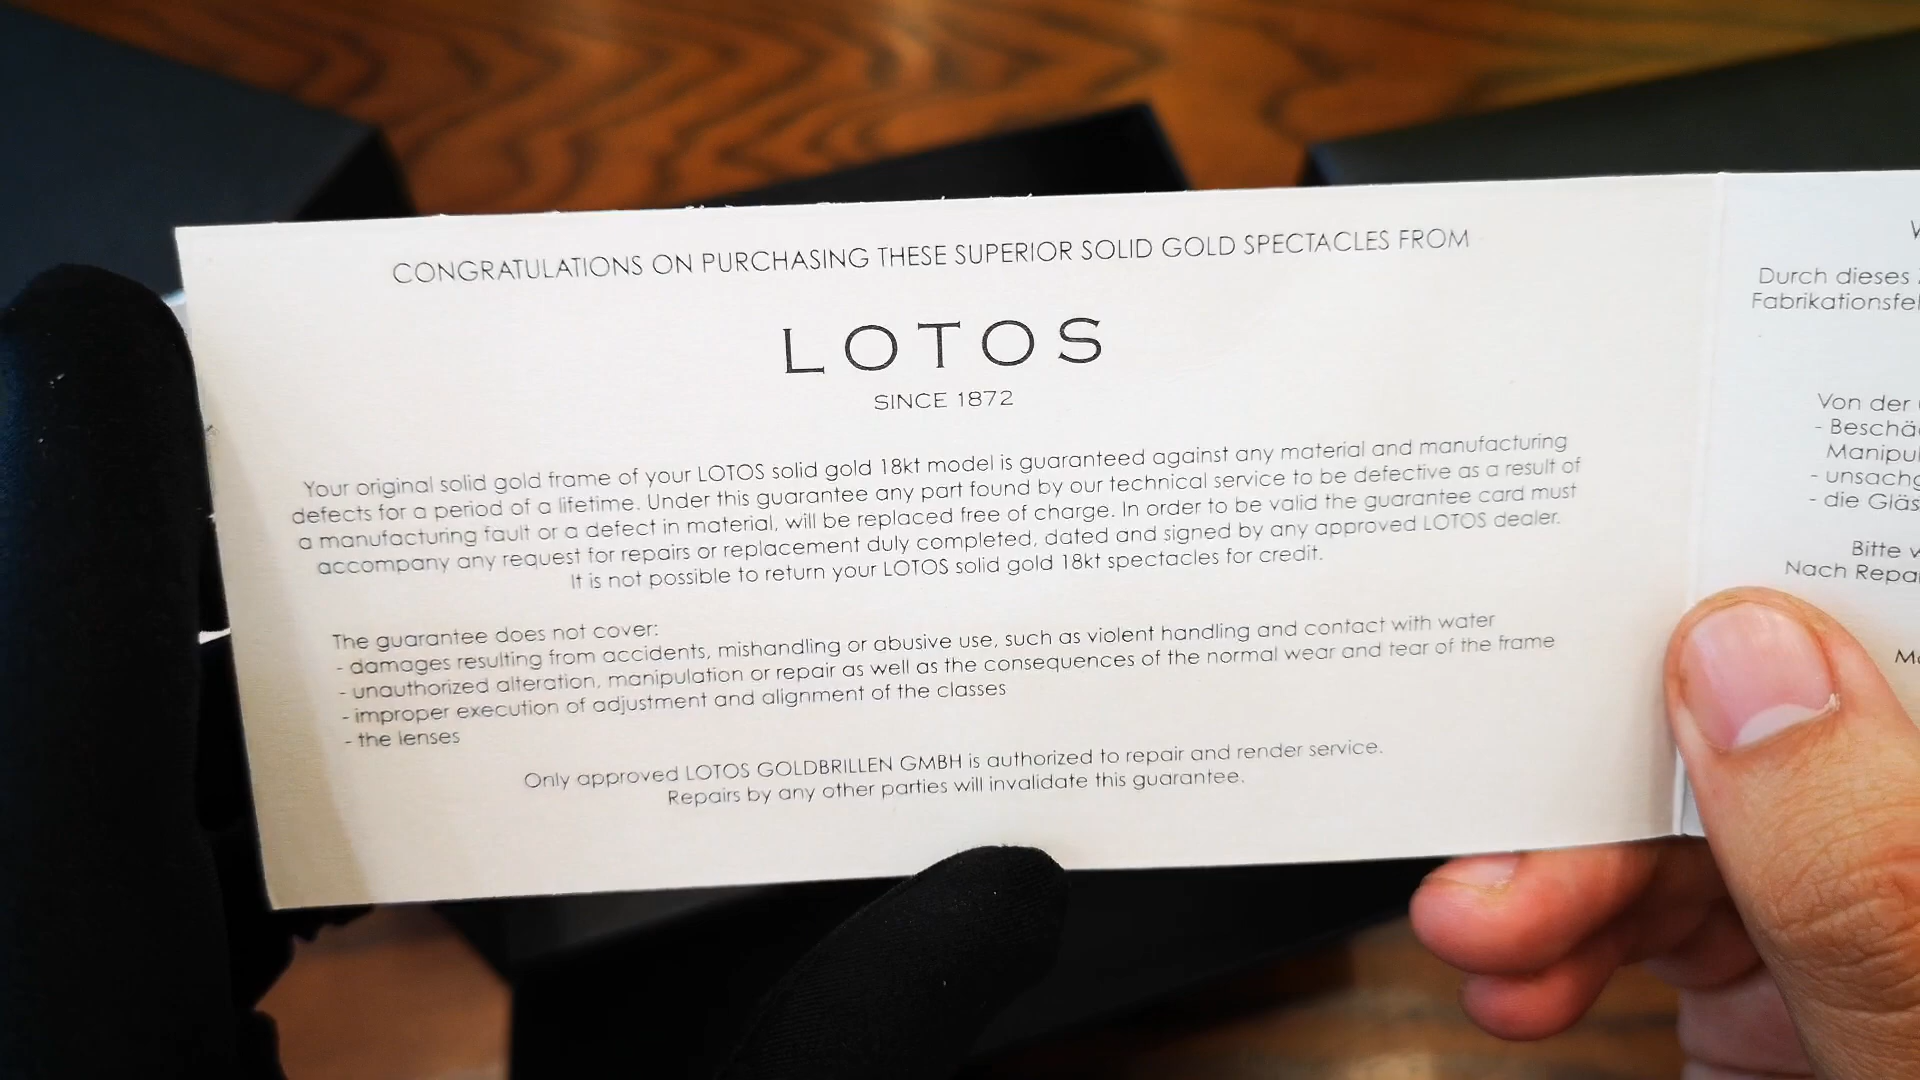 CONGRATULATIONS ON PURCHASING THESE SUPERIOR SOLID GOLD SPECTACLES FROM
LOTOS
SINCE 1872
Your original solid gold frame of your LOTOS solid gold 18kt model is guaranteed against any material and manufacturing
defects for a period of a lifetime. Under this guarantee any part found by our technical service to be defective as a result of
a manufacturing fault or a defect in material, will be replaced free of charge. In order to be valid the guarantee card must
accompany any request for repairs or replacement duly completed, dated and signed by any approved LOTOS dealer.
It is not possible to return your LOTOS solid gold 18kt spectacles for credit.
The guarantee does not cover:
- damages resulting from accidents, mishandling or abusive use, such as violent handling and contact with water
- unauthorized alteration, manipulation or repair as well as the consequences of the normal wear and tear of the frame
- improper execution of adjustment and alignment of the classes
- the lenses
Only approved LOTOS GOLDBRILLEN GMBH is authorized to repair and render service.
Repairs by any other parties will invalidate this guarantee.
Durch dieses
Fabrikationsfe
Von der
- Beschä
Manipu
- unsach
- die Gläs
Bitte
Nach Repa